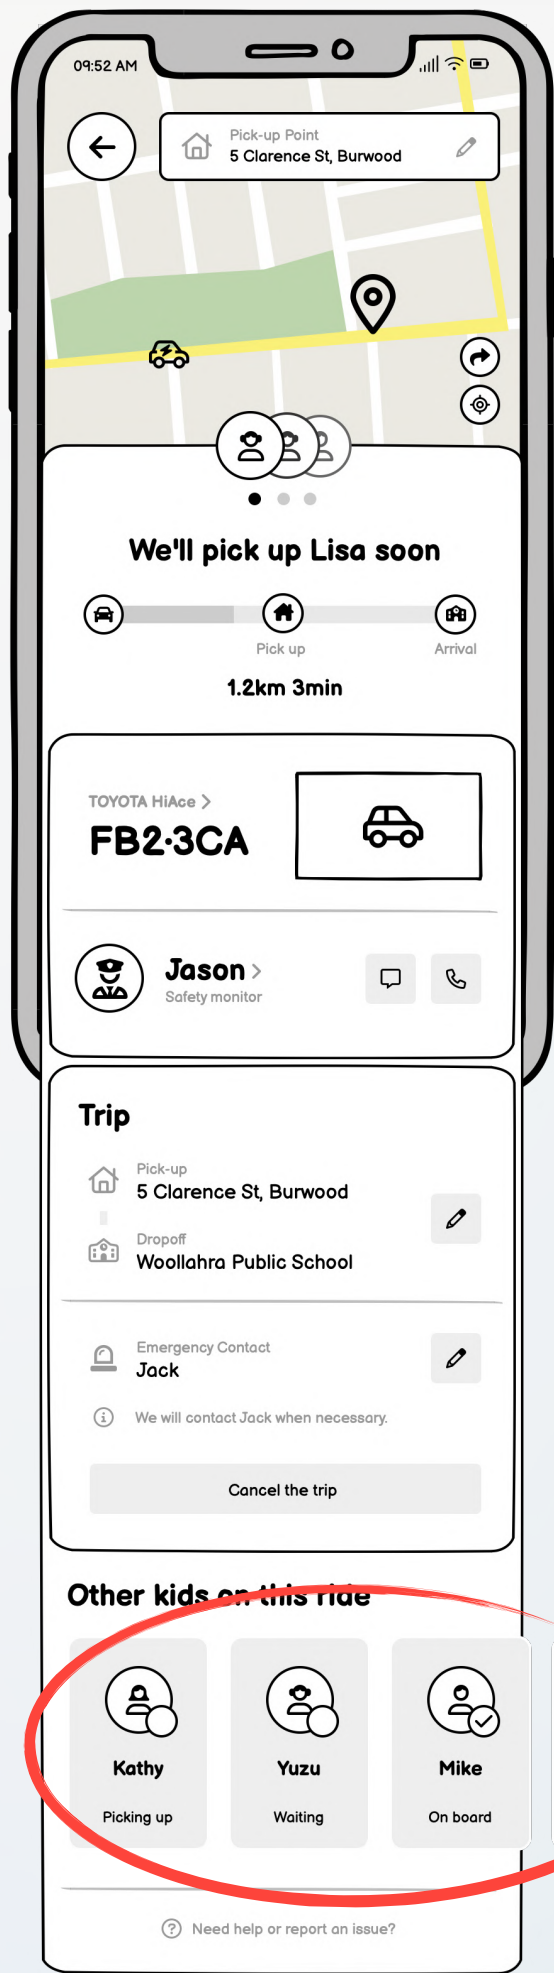 09:52 AM
Pick-up Point
5 Clarence St, Burwood
We'll pick up Lisa soon
Pick up
Arrival
1.2km 3min
TOYOTA HiAce
FB2·3CA
Jason
Safety monitor
Trip
Pick-up
5 Clarence St, Burwood
Dropoff
Woollahra Public School
Emergency Contact
Jack
We will contact Jack when necessary.
Cancel the trip
Other kids on this ride
Kathy
Yuzu
Mike
Picking up
Waiting
On board
Need help or report an issue?